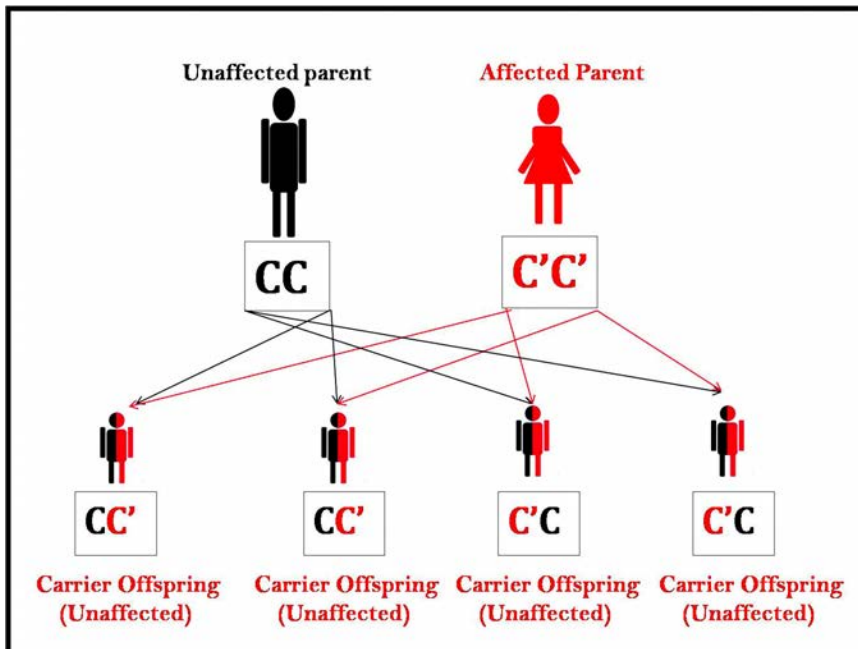 Unaffected parent
Affected Parent
CC
C’C’
CC’
CC’
C’C
C’C
Carrier Offspring
(Unaffected)
Carrier Offspring
(Unaffected)
Carrier Offspring
(Unaffected)
Carrier Offspring
(Unaffected)